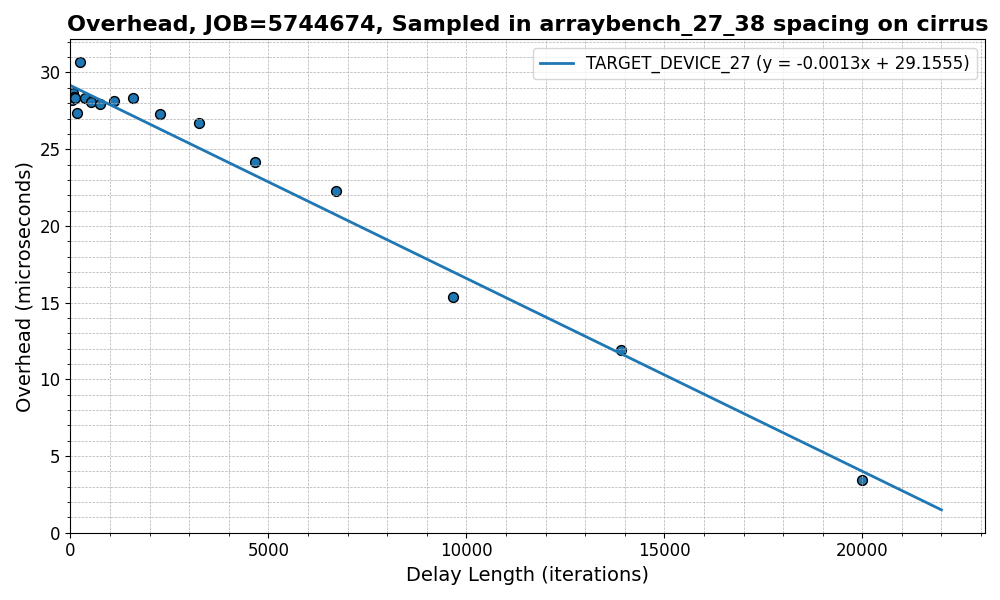 Overhead, JOB=5744674, Sampled in arraybench_27_38 spacing on cirrus
TARGET_DEVICE_27 (y = -0.0013x + 29.1555)
Overhead (microseconds)
30
25
20
15
10
5
0
0 5000 10000 15000 20000
Delay Length (iterations)